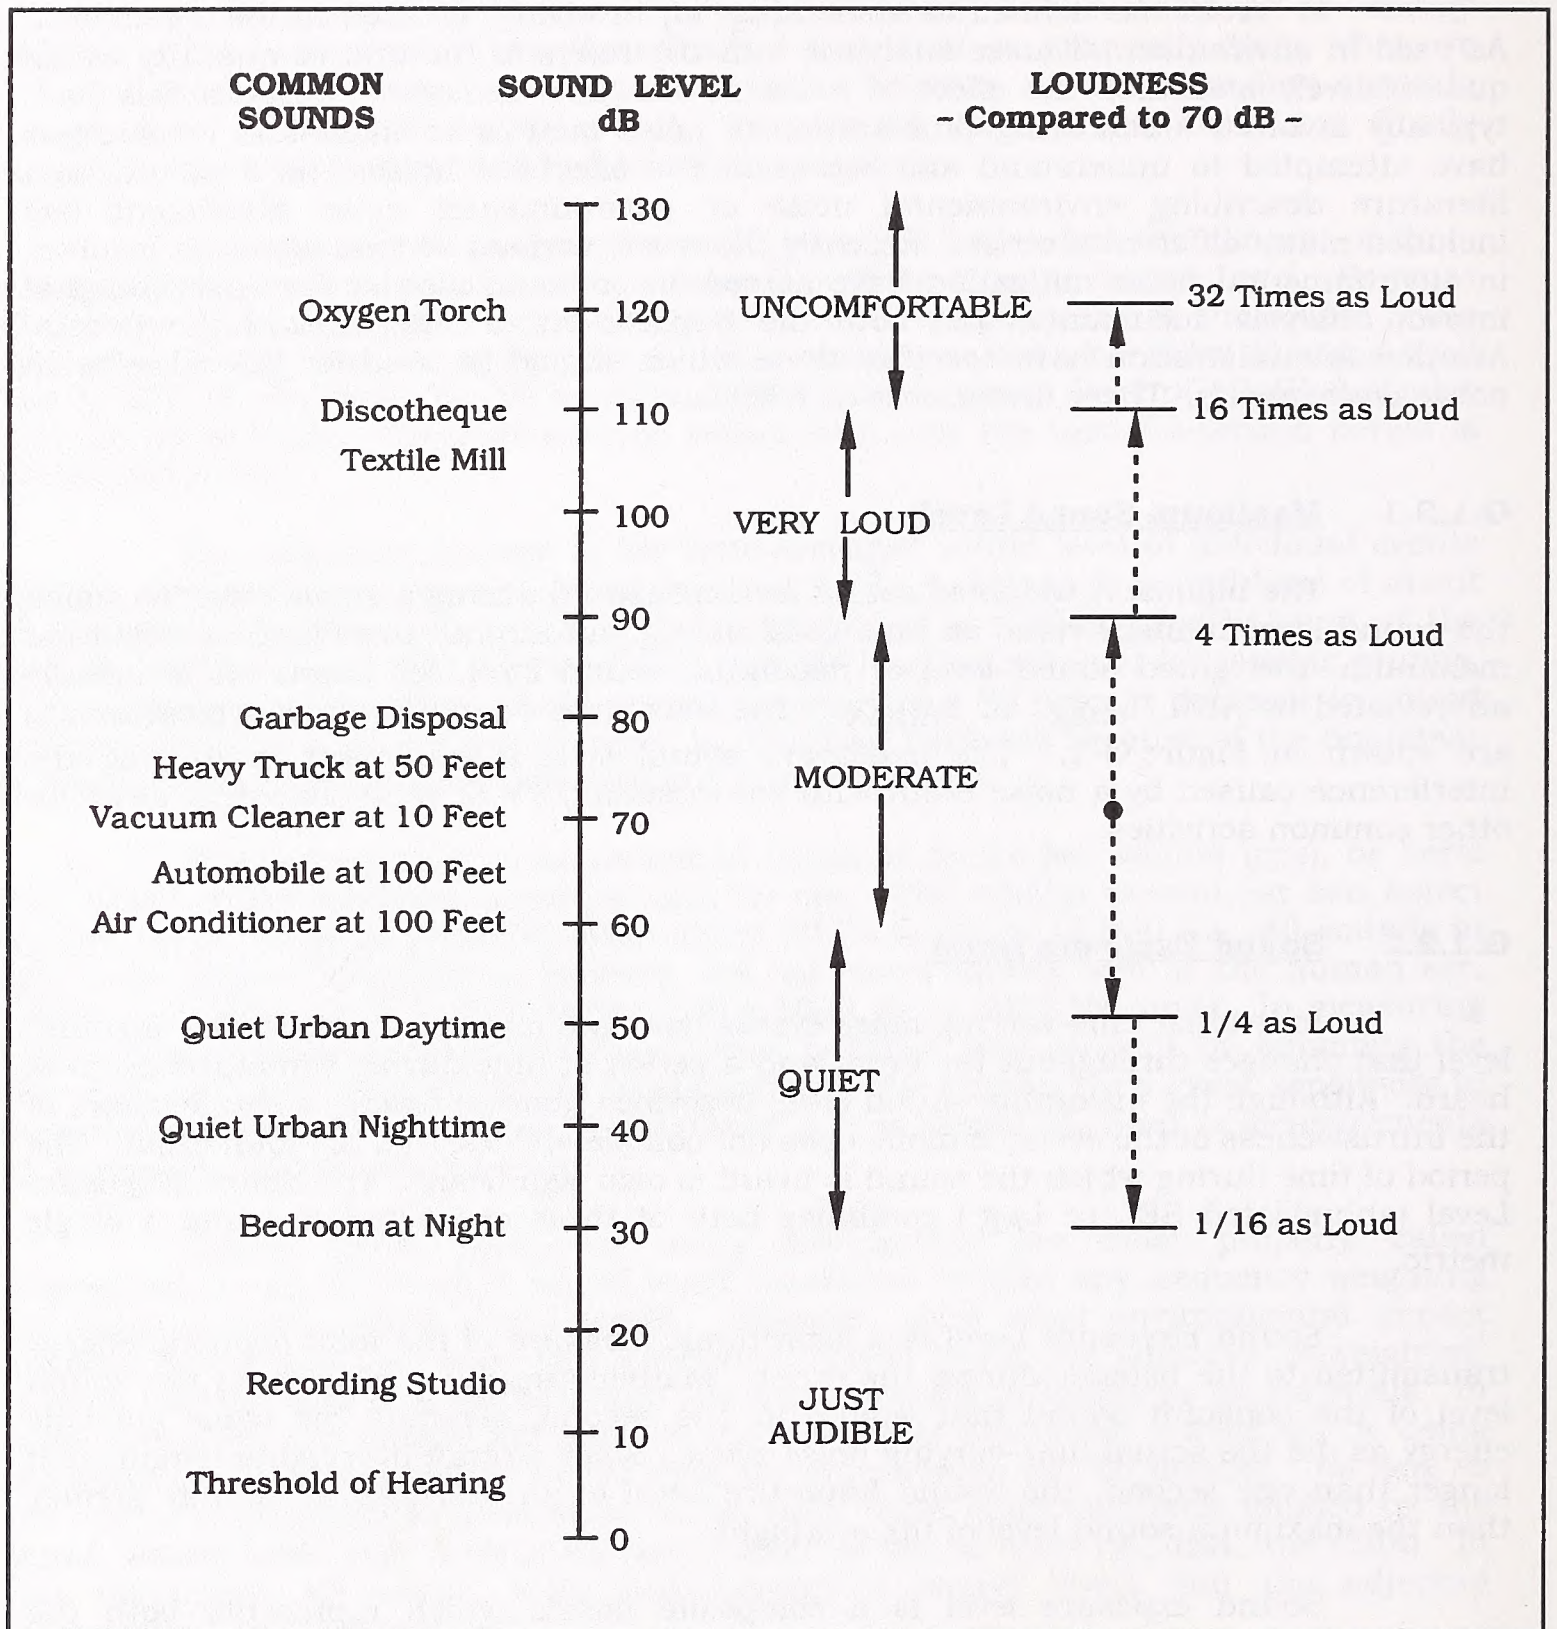 COMMON SOUNDS
SOUND LEVEL dB
LOUDNESS
– Compared to 70 dB –
130
Oxygen Torch
120
UNCOMFORTABLE
32 Times as Loud
Discotheque
110
16 Times as Loud
Textile Mill
100
VERY LOUD
90
4 Times as Loud
Garbage Disposal
80
Heavy Truck at 50 Feet
MODERATE
Vacuum Cleaner at 10 Feet
70
Automobile at 100 Feet
Air Conditioner at 100 Feet
60
Quiet Urban Daytime
50
1/4 as Loud
QUIET
Quiet Urban Nighttime
40
Bedroom at Night
30
1/16 as Loud
20
Recording Studio
JUST
AUDIBLE
10
Threshold of Hearing
0